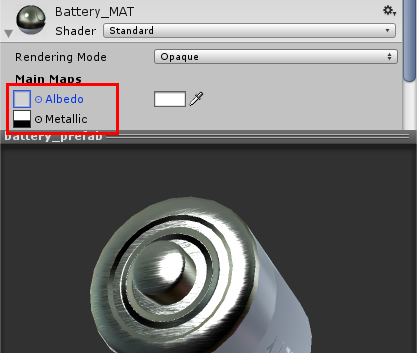 Battery_MAT
Shader Standard
Rendering Mode Opaque
Main Maps
Albedo
Metallic
battery_prefab